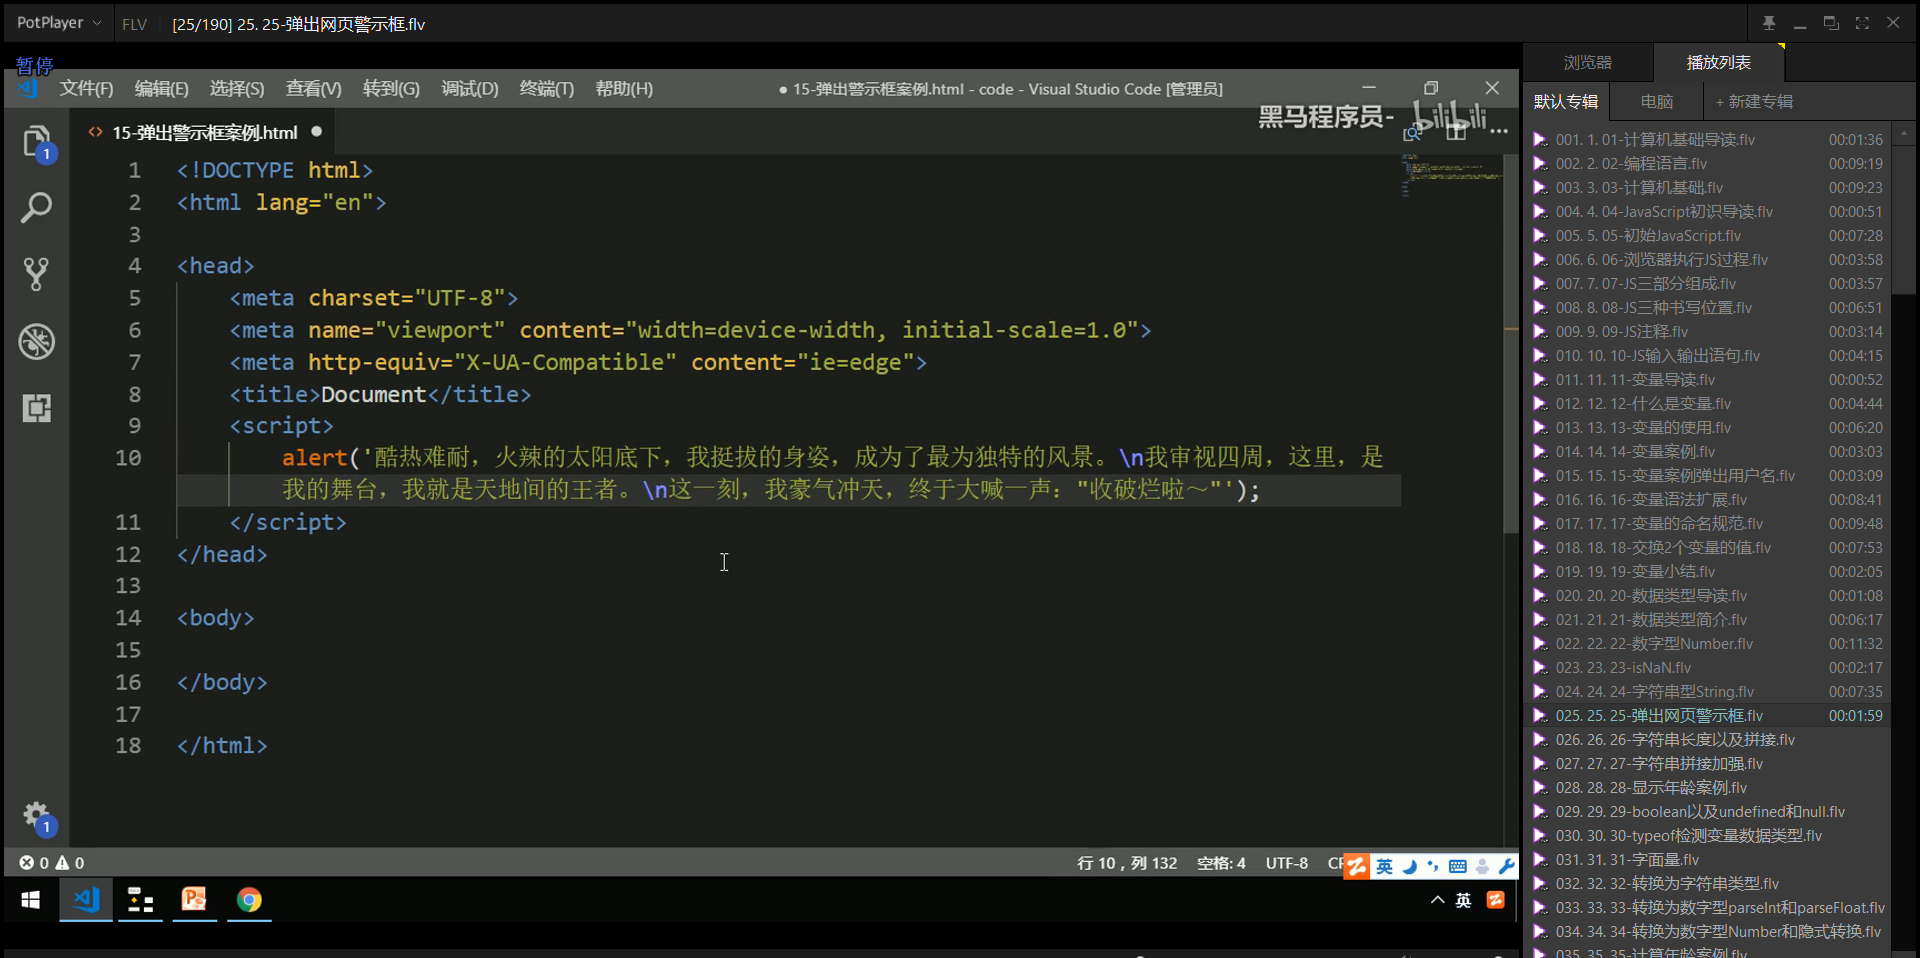 PotPlayer
FLV
[25/190] 25. 25-弹出网页警示框.flv
暂停
文件(F) 编辑(E) 选择(S) 查看(V) 转到(G) 调试(D) 终端(T) 帮助(H)
● 15-弹出警示框案例.html - code - Visual Studio Code [管理员]
黑马程序员- bilibili
<> 15-弹出警示框案例.html ●
1
1 <!DOCTYPE html>
2 <html lang="en">
3
4 <head>
5 <meta charset="UTF-8">
6 <meta name="viewport" content="width=device-width, initial-scale=1.0">
7 <meta http-equiv="X-UA-Compatible" content="ie=edge">
8 <title>Document</title>
9 <script>
10 alert('酷热难耐，火辣的太阳底下，我挺拔的身姿，成为了最为独特的风景。\n我审视四周，这里，是
我的舞台，我就是天地间的王者。\n这一刻，我豪气冲天，终于大喊一声："收破烂啦～"');
11 </script>
12 </head>
13
14 <body>
15
16 </body>
17
18 </html>
1
0 0
行 10，列 132 空格: 4 UTF-8
英
英
浏览器 播放列表
默认专辑 电脑 + 新建专辑
001. 1. 01-计算机基础导读.flv 00:01:36
002. 2. 02-编程语言.flv 00:09:19
003. 3. 03-计算机基础.flv 00:09:23
004. 4. 04-JavaScript初识导读.flv 00:00:51
005. 5. 05-初始JavaScript.flv 00:07:28
006. 6. 06-浏览器执行JS过程.flv 00:03:58
007. 7. 07-JS三部分组成.flv 00:03:57
008. 8. 08-JS三种书写位置.flv 00:06:51
009. 9. 09-JS注释.flv 00:03:14
010. 10. 10-JS输入输出语句.flv 00:04:15
011. 11. 11-变量导读.flv 00:00:52
012. 12. 12-什么是变量.flv 00:04:44
013. 13. 13-变量的使用.flv 00:06:20
014. 14. 14-变量案例.flv 00:03:03
015. 15. 15-变量案例弹出用户名.flv 00:03:09
016. 16. 16-变量语法扩展.flv 00:08:41
017. 17. 17-变量的命名规范.flv 00:09:48
018. 18. 18-交换2个变量的值.flv 00:07:53
019. 19. 19-变量小结.flv 00:02:05
020. 20. 20-数据类型导读.flv 00:01:08
021. 21. 21-数据类型简介.flv 00:06:17
022. 22. 22-数字型Number.flv 00:11:32
023. 23. 23-isNaN.flv 00:02:17
024. 24. 24-字符串型String.flv 00:07:35
025. 25. 25-弹出网页警示框.flv 00:01:59
026. 26. 26-字符串长度以及拼接.flv
027. 27. 27-字符串拼接加强.flv
028. 28. 28-显示年龄案例.flv
029. 29. 29-boolean以及undefined和null.flv
030. 30. 30-typeof检测变量数据类型.flv
031. 31. 31-字面量.flv
032. 32. 32-转换为字符串类型.flv
033. 33. 33-转换为数字型parseInt和parseFloat.flv
034. 34. 34-转换为数字型Number和隐式转换.flv
035. 35. 35-计算年龄案例.flv